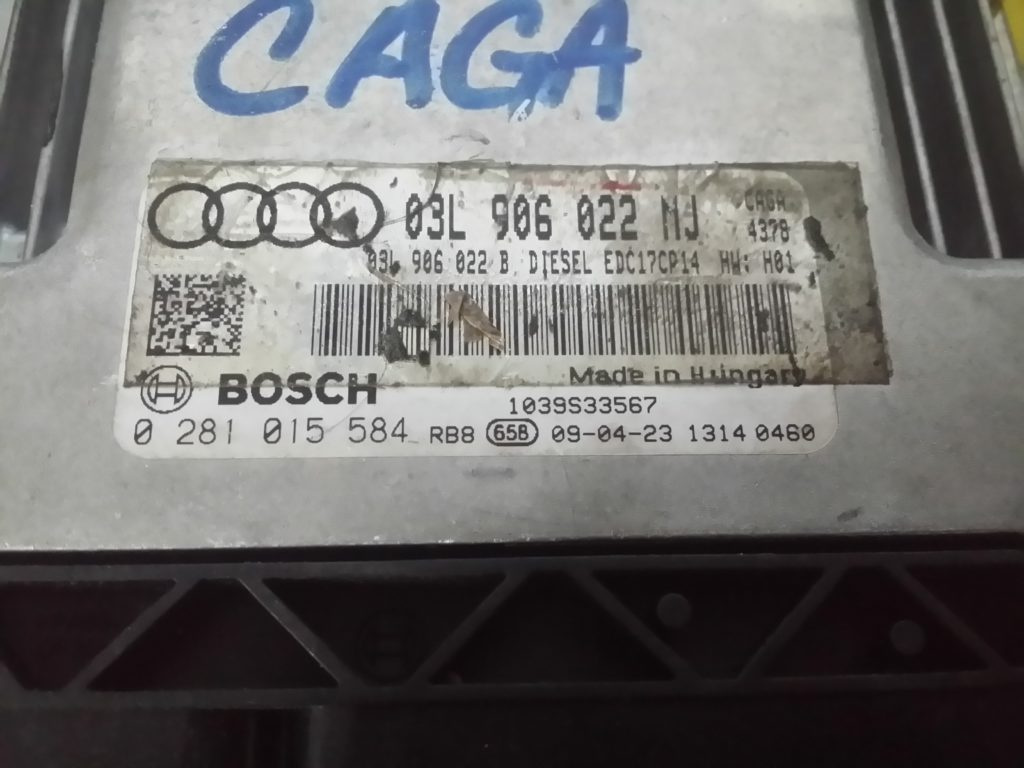 CAGA
03L 906 022 MJ CAGA
4378
03L 906 022 B DIESEL EDC17CP14 HW: H01
BOSCH Made in Hungary
1039S33567
0 281 015 584 RB8 65B 09-04-23 1314 0460